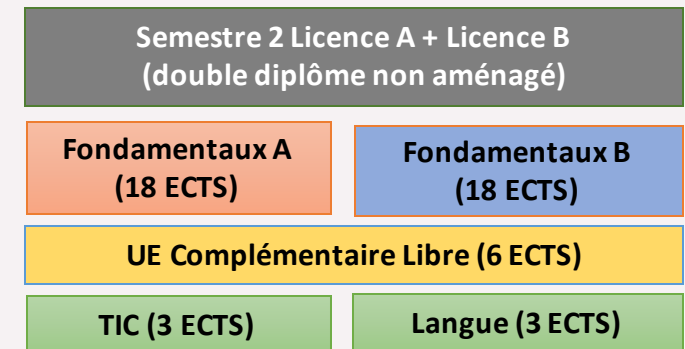 Semestre 2 Licence A + Licence B
(double diplôme non aménagé)
Fondamentaux A
(18 ECTS)
Fondamentaux B
(18 ECTS)
UE Complémentaire Libre (6 ECTS)
TIC (3 ECTS)
Langue (3 ECTS)